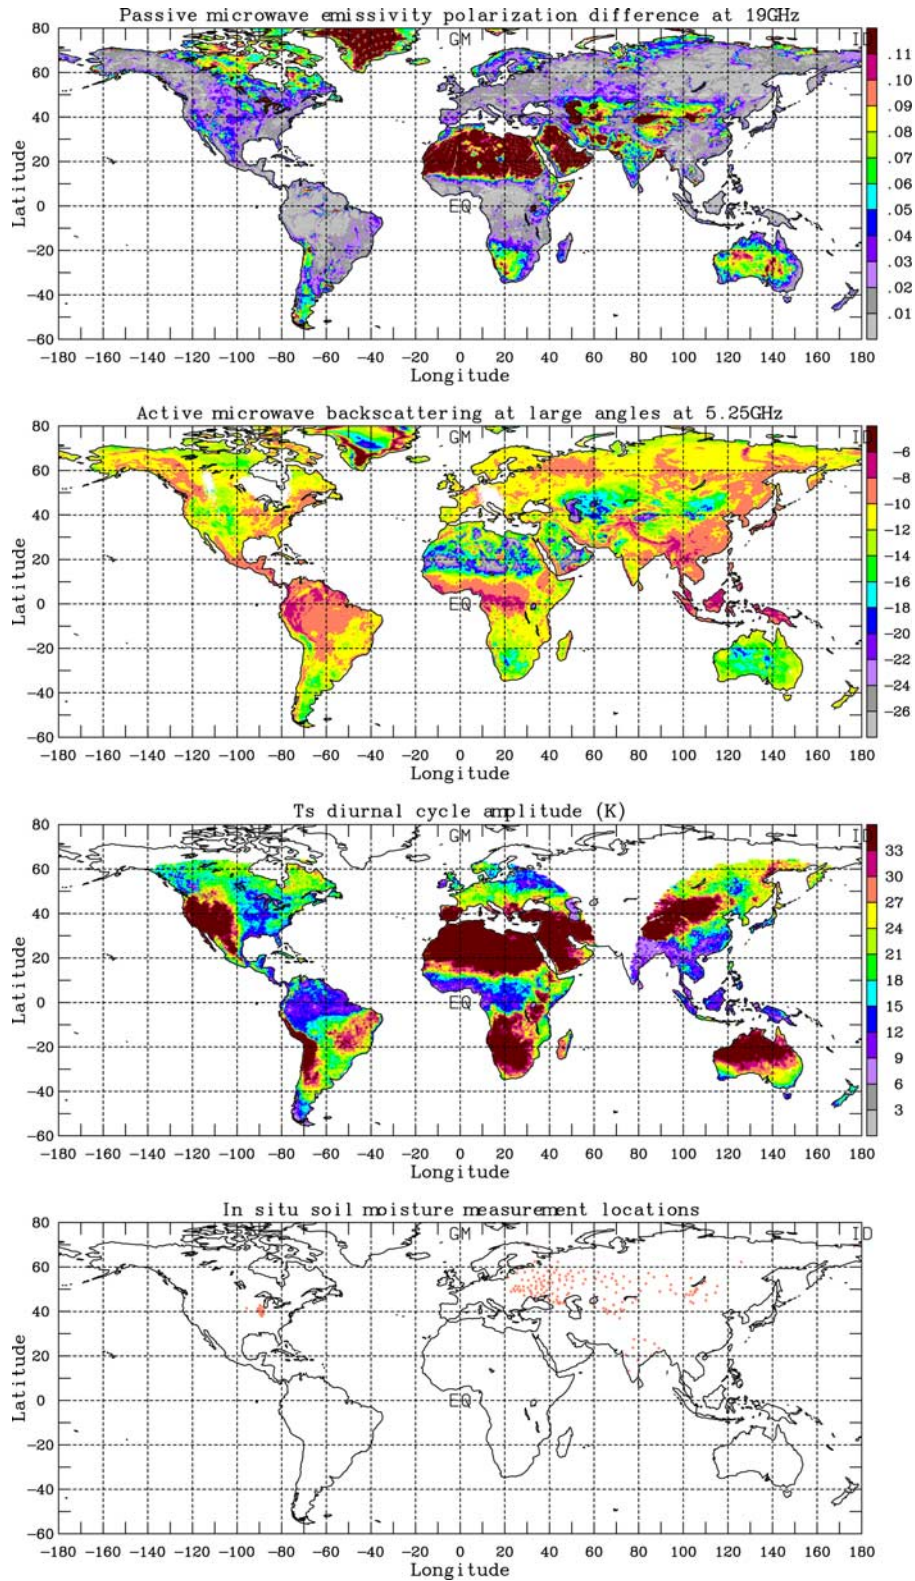 Passive microwave emissivity polarization difference at 19GHz
GM
ID
EQ
Latitude
80
60
40
20
0
-20
-40
-60
-180 -160 -140 -120 -100 -80 -60 -40 -20 0 20 40 60 80 100 120 140 160 180
Longitude
.11
.10
.09
.08
.07
.06
.05
.04
.03
.02
.01
Active microwave backscattering at large angles at 5.25GHz
GM
ID
EQ
Latitude
80
60
40
20
0
-20
-40
-60
-180 -160 -140 -120 -100 -80 -60 -40 -20 0 20 40 60 80 100 120 140 160 180
Longitude
-6
-8
-10
-12
-14
-16
-18
-20
-22
-24
-26
Ts diurnal cycle amplitude (K)
GM
ID
EQ
Latitude
80
60
40
20
0
-20
-40
-60
-180 -160 -140 -120 -100 -80 -60 -40 -20 0 20 40 60 80 100 120 140 160 180
Longitude
33
30
27
24
21
18
15
12
9
6
3
In situ soil moisture measurement locations
GM
ID
EQ
Latitude
80
60
40
20
0
-20
-40
-60
-180 -160 -140 -120 -100 -80 -60 -40 -20 0 20 40 60 80 100 120 140 160 180
Longitude